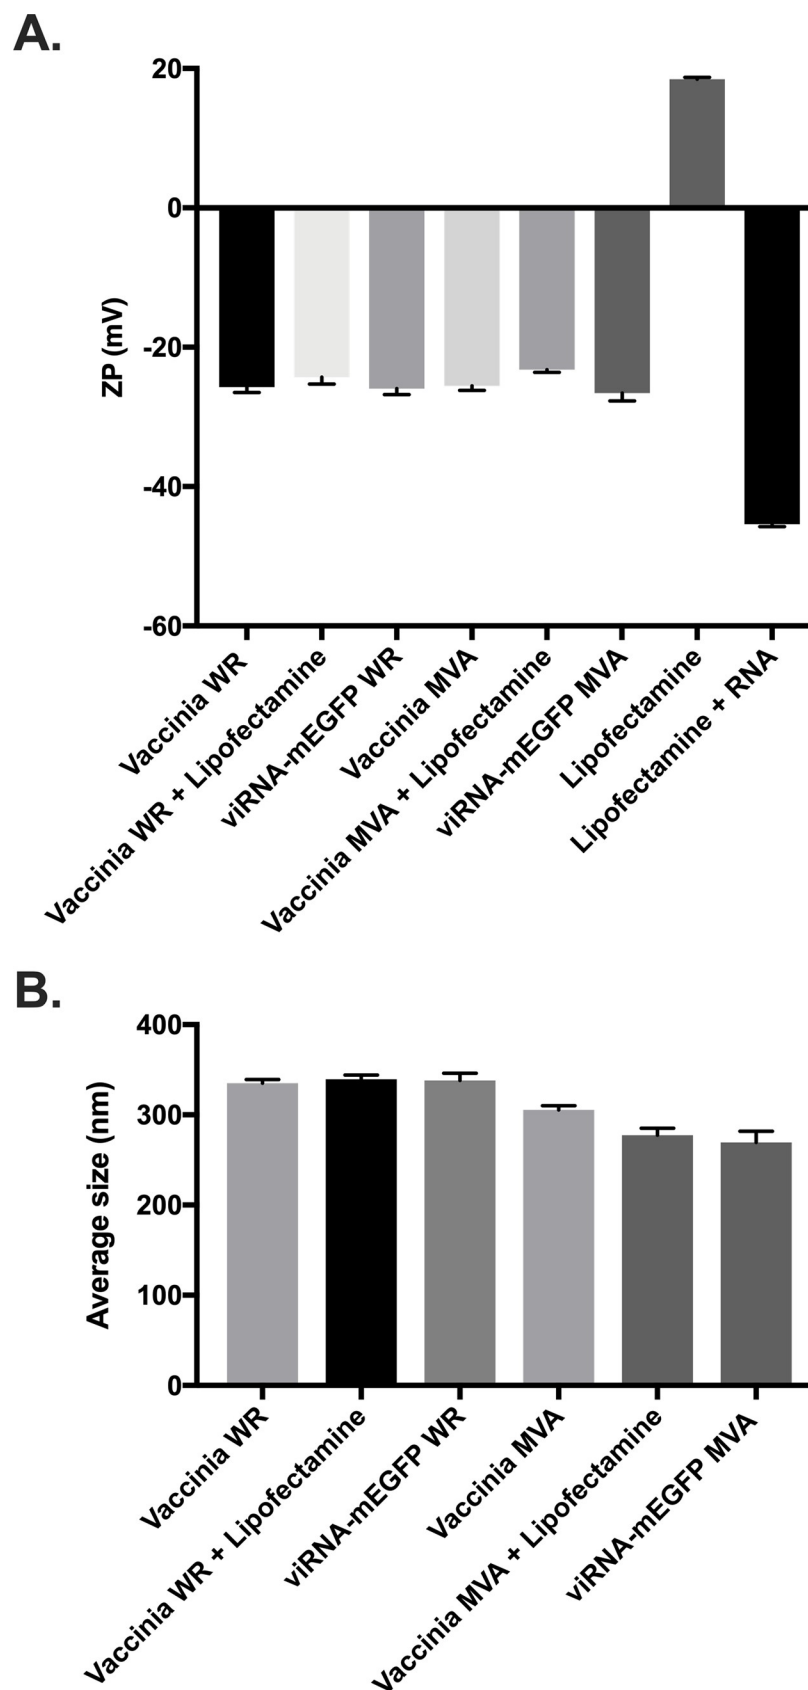 A.
20
0
-20
-40
-60
ZP (mV)
Vaccinia WR
Vaccinia WR + Lipofectamine
viRNA-mEGFP WR
Vaccinia MVA
Vaccinia MVA + Lipofectamine
viRNA-mEGFP MVA
Lipofectamine
Lipofectamine + RNA
B.
400
300
200
100
0
Average size (nm)
Vaccinia WR
Vaccinia WR + Lipofectamine
viRNA-mEGFP WR
Vaccinia MVA
Vaccinia MVA + Lipofectamine
viRNA-mEGFP MVA